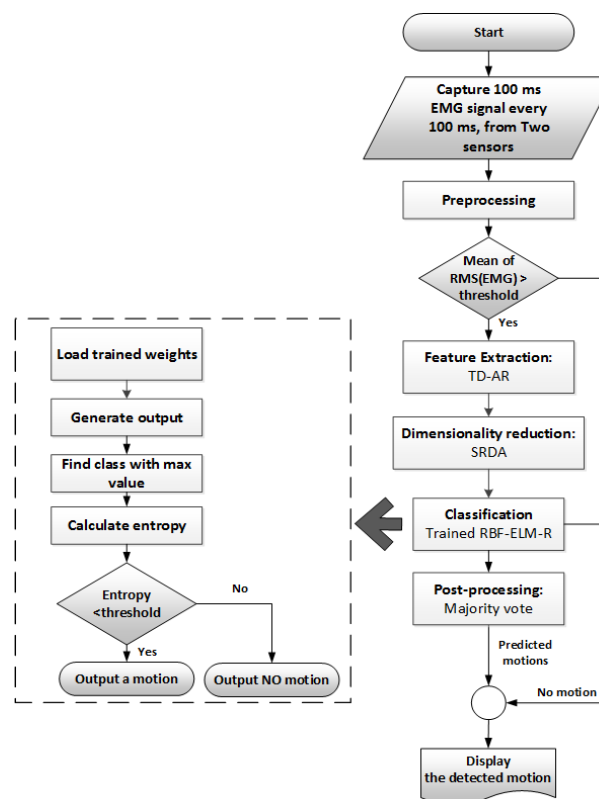 Start
Capture 100 ms
EMG signal every
100 ms, from Two
sensors
Preprocessing
Mean of
RMS(EMG) >
threshold
Yes
Feature Extraction:
TD-AR
Dimensionality reduction:
SRDA
Classification
Trained RBF-ELM-R
Post-processing:
Majority vote
Predicted
motions
No motion
Display
the detected motion
Load trained weights
Generate output
Find class with max
value
Calculate entropy
Entropy
<threshold
No
Yes
Output a motion
Output NO motion